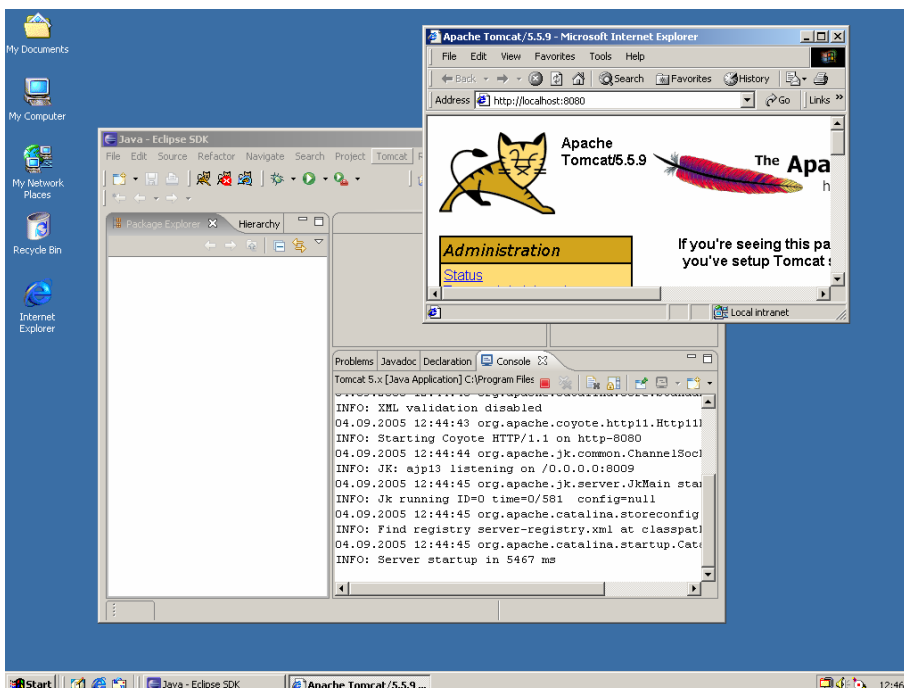 My Documents
My Computer
My Network
Places
Recycle Bin
Internet
Explorer
Apache Tomcat/5.5.9 - Microsoft Internet Explorer
File Edit View Favorites Tools Help
Back Search Favorites History
Address http://localhost:8080 Go Links »
Apache
Tomcat/5.5.9
The Apa
Administration
Status
If you're seeing this pa
you've setup Tomcat
Local intranet
Java - Eclipse SDK
File Edit Source Refactor Navigate Search Project Tomcat
Package Explorer Hierarchy
Problems Javadoc Declaration Console
Tomcat 5.x [Java Application] C:\Program Files
INFO: XML validation disabled
04.09.2005 12:44:43 org.apache.coyote.http11.Http11
INFO: Starting Coyote HTTP/1.1 on http-8080
04.09.2005 12:44:44 org.apache.jk.common.ChannelSoc
INFO: JK: ajp13 listening on /0.0.0.0:8009
04.09.2005 12:44:45 org.apache.jk.server.JkMain sta
INFO: Jk running ID=0 time=0/581 config=null
04.09.2005 12:44:45 org.apache.catalina.storeconfig
INFO: Find registry server-registry.xml at classpat
04.09.2005 12:44:45 org.apache.catalina.startup.Cat
INFO: Server startup in 5467 ms
Start Java - Eclipse SDK Apache Tomcat/5.5.9 ... 12:46